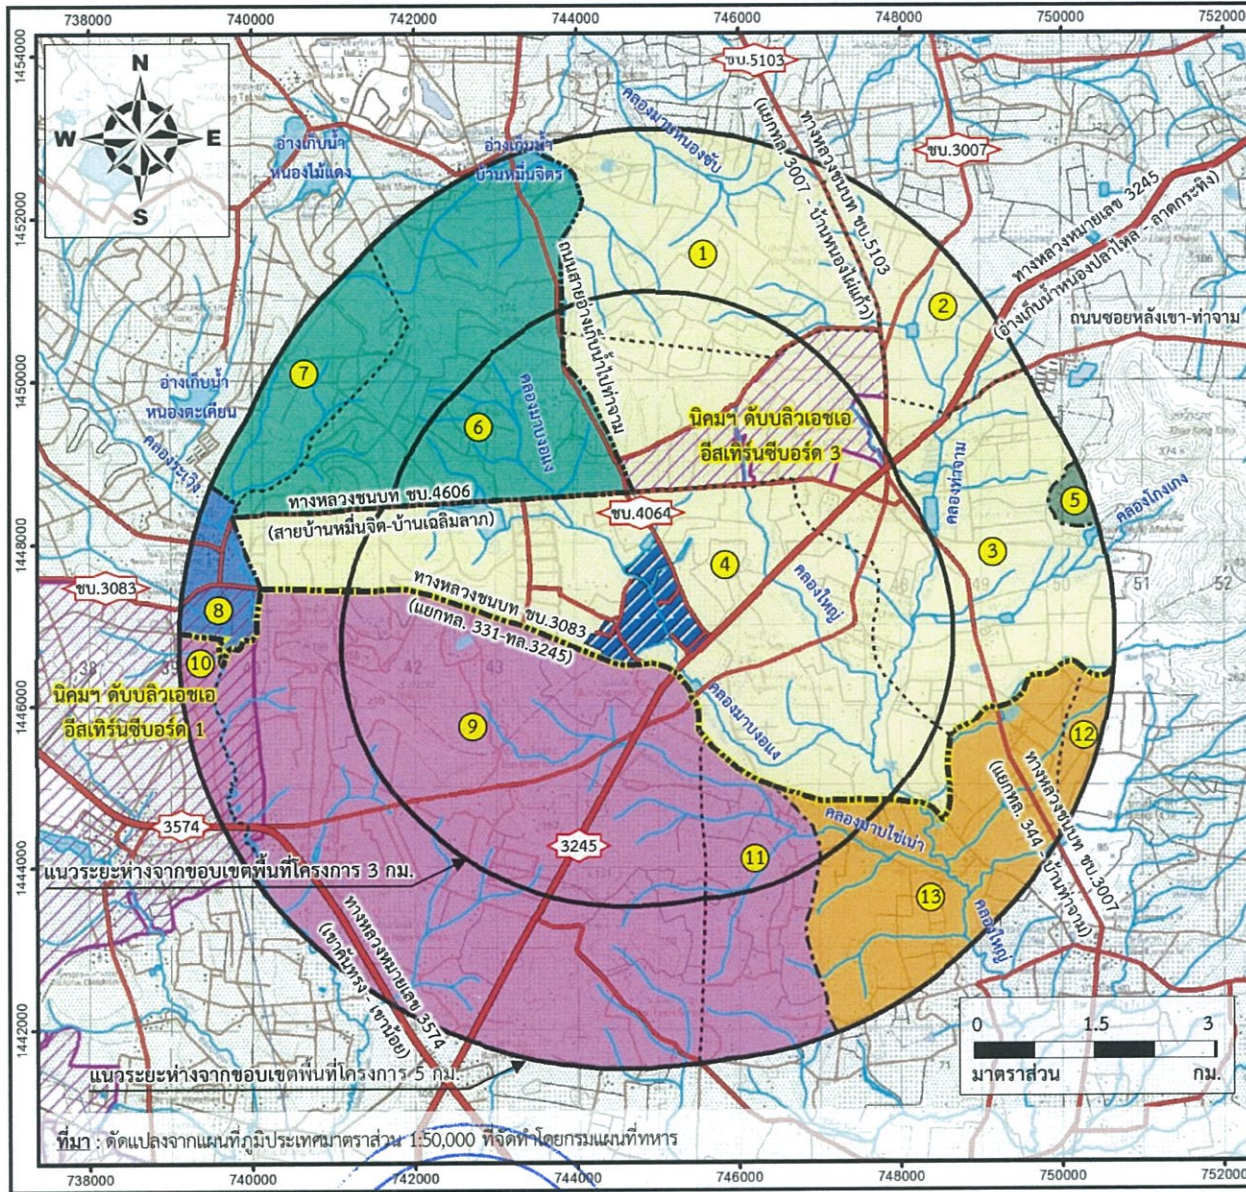 738000 740000 742000 744000 746000 748000 750000 752000
1454000
1452000
1450000
1448000
1446000
1444000
1442000
N
W E
S
ชบ.5103
ชบ.3007
อ่างเก็บน้ำ
หนองไม้แดง
อ่างเก็บน้ำ
บ้านหมื่นจิตร
คลองมาบหนองซับ
ทางหลวงชนบท ชบ.5103
(แยกทล. 3007 - บ้านหนองไผ่แก้ว)
ทางหลวงหมายเลข 3245
(อ่างเก็บน้ำหนองปลาไหล - ลาดกระทิง)
ถนนซอยหลังเขา-ท่าจาม
1
2
ถนนสายอ่างเก็บน้ำไปท่าจาม
อ่างเก็บน้ำ
หนองตะเคียน
7
6
คลองมาบงอแง
นิคมฯ ดับบลิวเอชเอ
อีสเทิร์นซีบอร์ด 3
คลองระเวิง
คลองท่าจาม
5
คลองโกงเกง
ทางหลวงชนบท ชบ.4606
(สายบ้านหมื่นจิต-บ้านเฉลิมลาภ)
ชบ.4064
3
4
ชบ.3083
8
ทางหลวงชนบท ชบ.3083
(แยกทล. 331-ทล.3245)
คลองใหญ่
10
นิคมฯ ดับบลิวเอชเอ
อีสเทิร์นซีบอร์ด 1
9
คลองมาบงอแง
12
ทางหลวงชนบท ชบ.3007
(แยกทล. 344 - บ้านท่าจาม)
3574
3245
คลองมาบไข่เน่า
11
13
คลองใหญ่
แนวระยะห่างจากขอบเขตพื้นที่โครงการ 3 กม.
ทางหลวงหมายเลข 3574
(เขาคันทรง - เขาน้อย)
แนวระยะห่างจากขอบเขตพื้นที่โครงการ 5 กม.
0 1.5 3
มาตราส่วน กม.
ที่มา : ดัดแปลงจากแผนที่ภูมิประเทศมาตราส่วน 1:50,000 ที่จัดทำโดยกรมแผนที่ทหาร
738000 740000 742000 744000 746000 748000 750000 752000